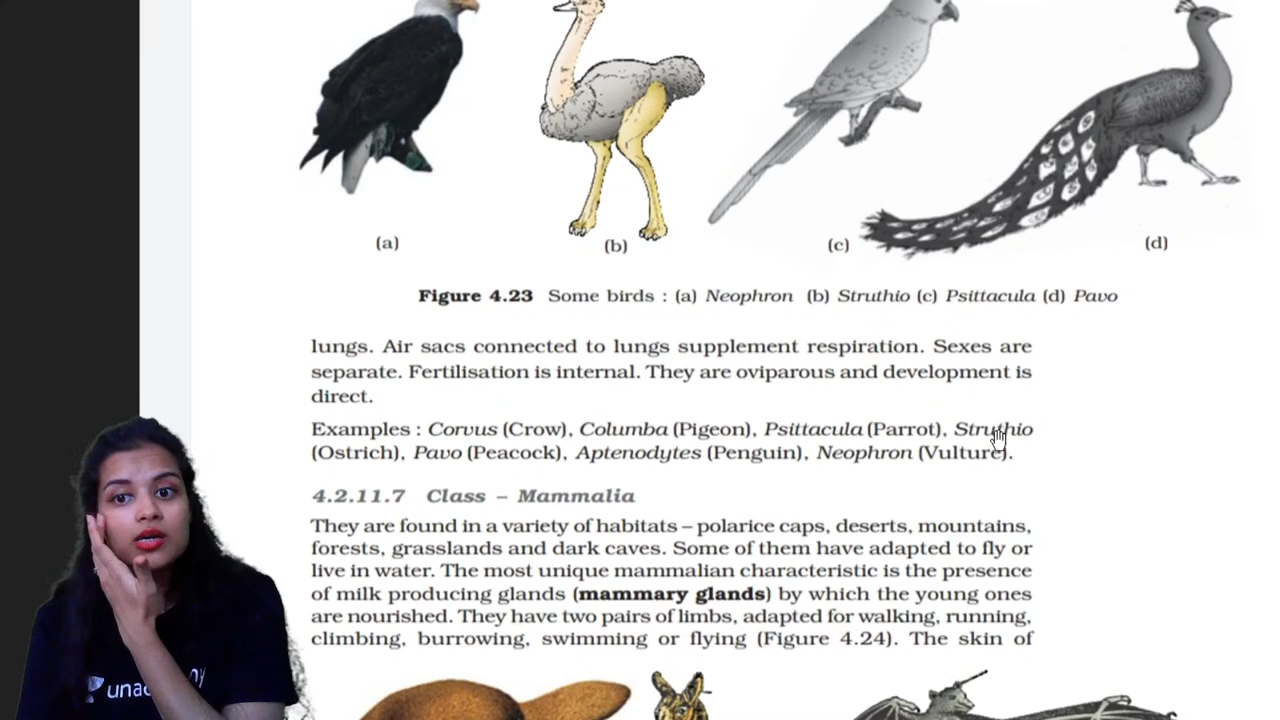 (a)
(b)
(c)
(d)
Figure 4.23 Some birds : (a) Neophron (b) Struthio (c) Psittacula (d) Pavo
lungs. Air sacs connected to lungs supplement respiration. Sexes are
separate. Fertilisation is internal. They are oviparous and development is
direct.
Examples : Corvus (Crow), Columba (Pigeon), Psittacula (Parrot), Struthio
(Ostrich), Pavo (Peacock), Aptenodytes (Penguin), Neophron (Vulture).
4.2.11.7 Class – Mammalia
They are found in a variety of habitats – polarice caps, deserts, mountains,
forests, grasslands and dark caves. Some of them have adapted to fly or
live in water. The most unique mammalian characteristic is the presence
of milk producing glands (mammary glands) by which the young ones
are nourished. They have two pairs of limbs, adapted for walking, running,
climbing, burrowing, swimming or flying (Figure 4.24). The skin of